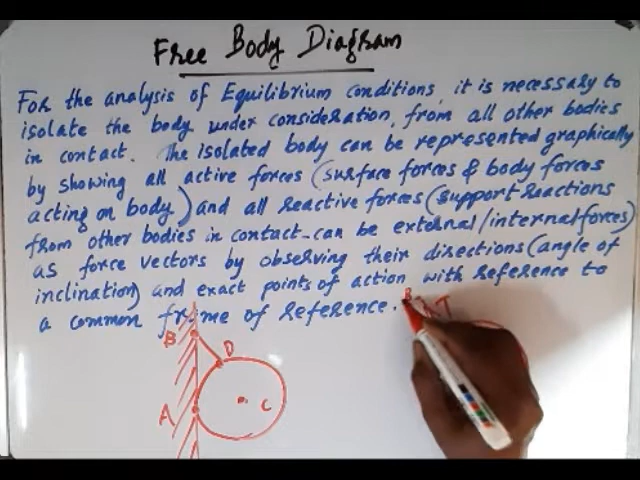 Free Body Diagram
For the analysis of Equilibrium conditions, it is necessary to
isolate the body under consideration, from all other bodies
in contact. The isolated body can be represented graphically
by showing all active forces (surface forces & body forces
acting on body) and all reactive forces (support reactions
from other bodies in contact - can be external/internal forces)
as force vectors by observing their directions (angle of
inclination) and exact points of action with reference to
a common frame of reference.
B T
B D
A C